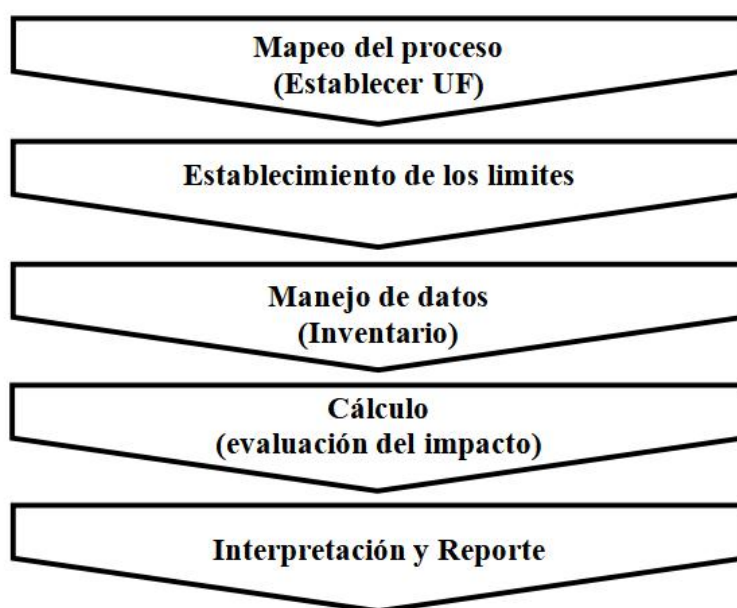 Mapeo del proceso
(Establecer UF)
Establecimiento de los limites
Manejo de datos
(Inventario)
Cálculo
(evaluación del impacto)
Interpretación y Reporte